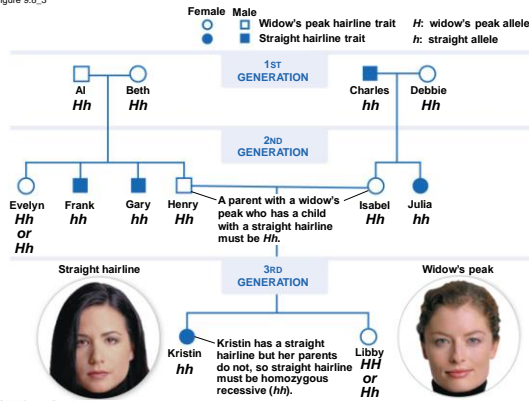 Figure 9.8_3
Female Male
Widow's peak hairline trait H: widow's peak allele
Straight hairline trait h: straight allele
1ST
GENERATION
Al Beth Charles Debbie
Hh Hh hh Hh
2ND
GENERATION
Evelyn Frank Gary Henry Isabel Julia
Hh hh hh Hh Hh hh
or
Hh
A parent with a widow's
peak who has a child
with a straight hairline
must be Hh.
3RD
GENERATION
Straight hairline Widow's peak
Kristin
hh
Kristin has a straight
hairline but her parents
do not, so straight hairline
must be homozygous
recessive (hh).
Libby
HH
or
Hh